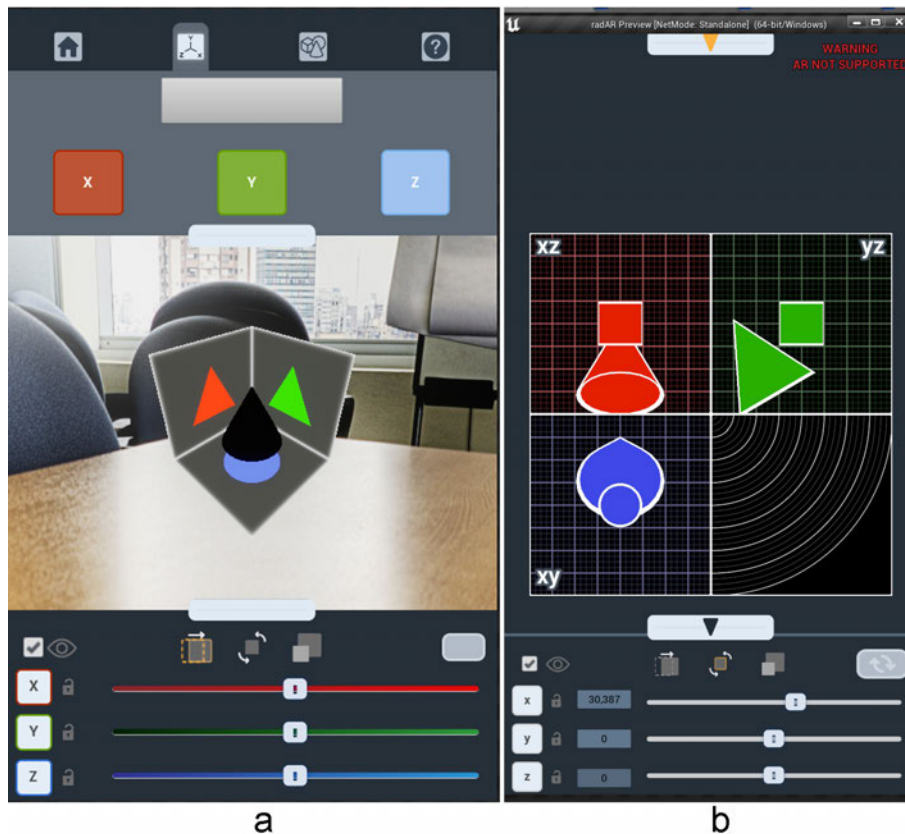 radAR Preview [NetMode: Standalone] (64-bit/Windows)
WARNING
AR NOT SUPPORTED
Y
Z X
?
X Y Z
xz yz
xy
X
Y
Z
x 30,387
y 0
z 0
a b